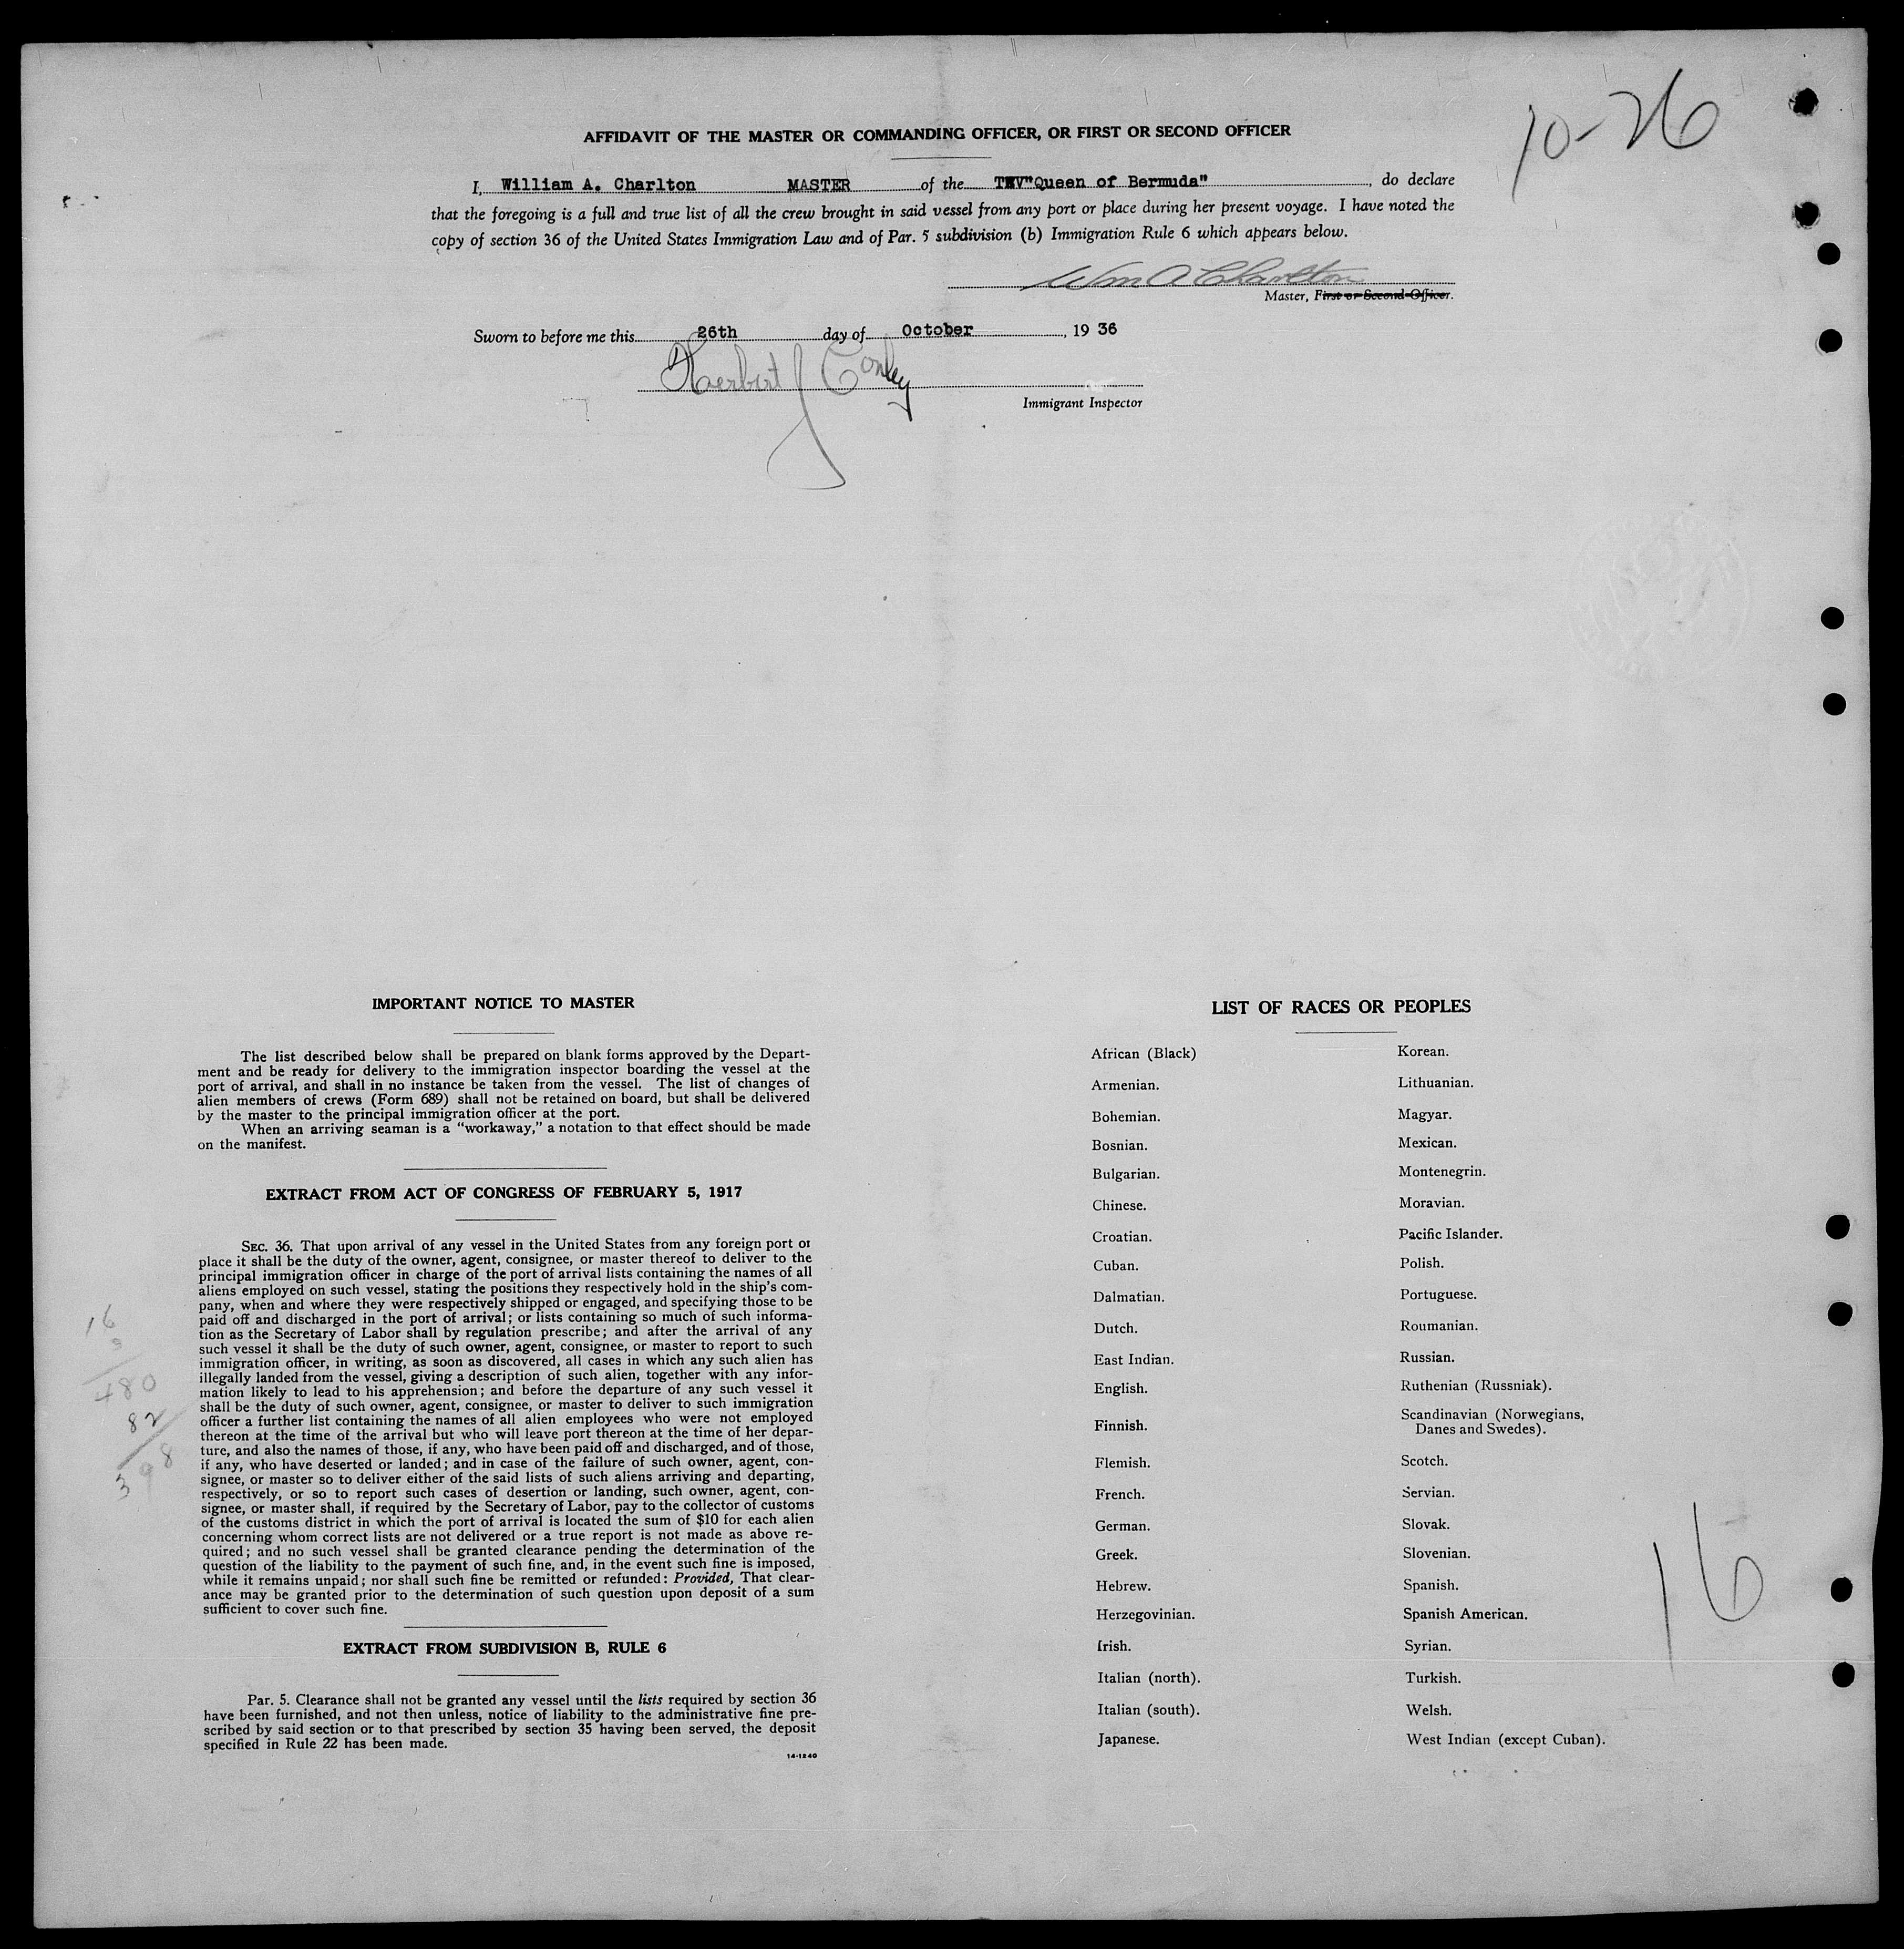 10-26
AFFIDAVIT OF THE MASTER OR COMMANDING OFFICER, OR FIRST OR SECOND OFFICER
I, William A. Charlton MASTER of the "Queen of Bermuda", do declare
that the foregoing is a full and true list of all the crew brought in said vessel from any port or place during her present voyage. I have noted the
copy of section 36 of the United States Immigration Law and of Par. 5 subdivision (b) Immigration Rule 6 which appears below.
Wm A Charlton
Master, First or Second Officer.
Sworn to before me this 26th day of October, 19 36
Herbert J Conley
Immigrant Inspector
IMPORTANT NOTICE TO MASTER
The list described below shall be prepared on blank forms approved by the Depart-
ment and be ready for delivery to the immigration inspector boarding the vessel at the
port of arrival, and shall in no instance be taken from the vessel. The list of changes of
alien members of crews (Form 689) shall not be retained on board, but shall be delivered
by the master to the principal immigration officer at the port.
When an arriving seaman is a "workaway," a notation to that effect should be made
on the manifest.
EXTRACT FROM ACT OF CONGRESS OF FEBRUARY 5, 1917
SEC. 36. That upon arrival of any vessel in the United States from any foreign port or
place it shall be the duty of the owner, agent, consignee, or master thereof to deliver to the
principal immigration officer in charge of the port of arrival lists containing the names of all
aliens employed on such vessel, stating the positions they respectively hold in the ship's com-
pany, when and where they were respectively shipped or engaged, and specifying those to be
paid off and discharged in the port of arrival; or lists containing so much of such informa-
tion as the Secretary of Labor shall by regulation prescribe; and after the arrival of any
such vessel it shall be the duty of such owner, agent, consignee, or master to report to such
immigration officer, in writing, as soon as discovered, all cases in which any such alien has
illegally landed from the vessel, giving a description of such alien, together with any infor-
mation likely to lead to his apprehension; and before the departure of any such vessel it
shall be the duty of such owner, agent, consignee, or master to deliver to such immigration
officer a further list containing the names of all alien employees who were not employed
thereon at the time of the arrival but who will leave port thereon at the time of her depar-
ture, and also the names of those, if any, who have been paid off and discharged, and of those,
if any, who have deserted or landed; and in case of the failure of such owner, agent, con-
signee, or master so to deliver either of the said lists of such aliens arriving and departing,
respectively, or so to report such cases of desertion or landing, such owner, agent, con-
signee, or master shall, if required by the Secretary of Labor, pay to the collector of customs
of the customs district in which the port of arrival is located the sum of $10 for each alien
concerning whom correct lists are not delivered or a true report is not made as above re-
quired; and no such vessel shall be granted clearance pending the determination of the
question of the liability to the payment of such fine, and, in the event such fine is imposed,
while it remains unpaid; nor shall such fine be remitted or refunded: Provided, That clear-
ance may be granted prior to the determination of such question upon deposit of a sum
sufficient to cover such fine.
EXTRACT FROM SUBDIVISION B, RULE 6
Par. 5. Clearance shall not be granted any vessel until the lists required by section 36
have been furnished, and not then unless, notice of liability to the administrative fine pre-
scribed by said section or to that prescribed by section 35 having been served, the deposit
specified in Rule 22 has been made.
14-1240
16
480
82
398
LIST OF RACES OR PEOPLES
African (Black)
Armenian.
Bohemian.
Bosnian.
Bulgarian.
Chinese.
Croatian.
Cuban.
Dalmatian.
Dutch.
East Indian.
English.
Finnish.
Flemish.
French.
German.
Greek.
Hebrew.
Herzegovinian.
Irish.
Italian (north).
Italian (south).
Japanese.
Korean.
Lithuanian.
Magyar.
Mexican.
Montenegrin.
Moravian.
Pacific Islander.
Polish.
Portuguese.
Roumanian.
Russian.
Ruthenian (Russniak).
Scandinavian (Norwegians,
Danes and Swedes).
Scotch.
Servian.
Slovak.
Slovenian.
Spanish.
Spanish American.
Syrian.
Turkish.
Welsh.
West Indian (except Cuban).
16